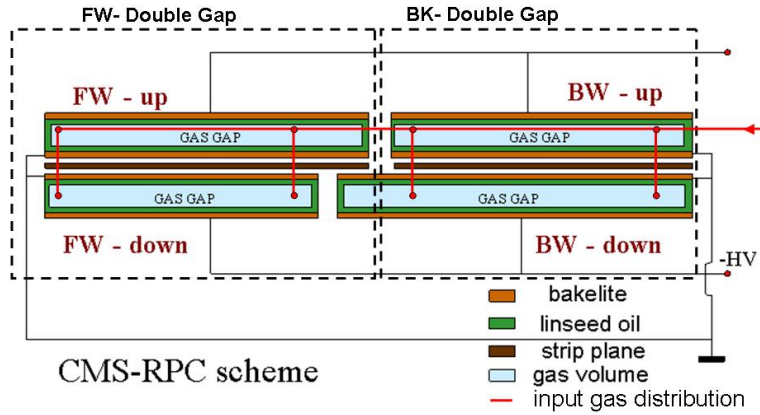 FW- Double Gap
BK- Double Gap
FW - up
BW - up
GAS GAP
GAS GAP
GAS GAP
GAS GAP
FW - down
BW - down
-HV
bakelite
linseed oil
strip plane
gas volume
input gas distribution
CMS-RPC scheme